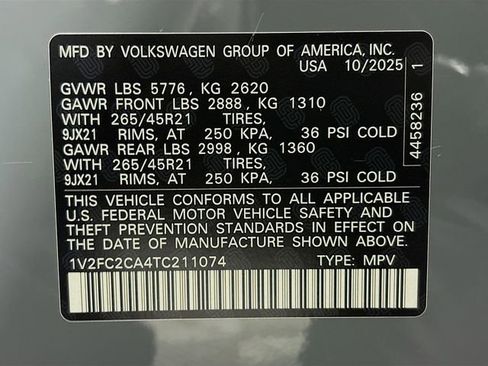 MFD. BY VOLKSWAGEN GROUP OF AMERICA, INC.
USA 10/2025
GVWR LBS 5776, KG 2620
GAWR FRONT LBS 2888, KG 1310
WITH 265/45R21 TIRES,
9JX21 RIMS, AT 250 KPA, 36 PSI COLD
GAWR REAR LBS 2998, KG 1360
WITH 265/45R21 TIRES,
9JX21 RIMS, AT 250 KPA, 36 PSI COLD
THIS VEHICLE CONFORMS TO ALL APPLICABLE
U.S. FEDERAL MOTOR VEHICLE SAFETY AND
THEFT PREVENTION STANDARDS IN EFFECT ON
THE DATE OF MANUFACTURE SHOWN ABOVE.
1V2FC2CA4TC211074 TYPE: MPV
4458236 1